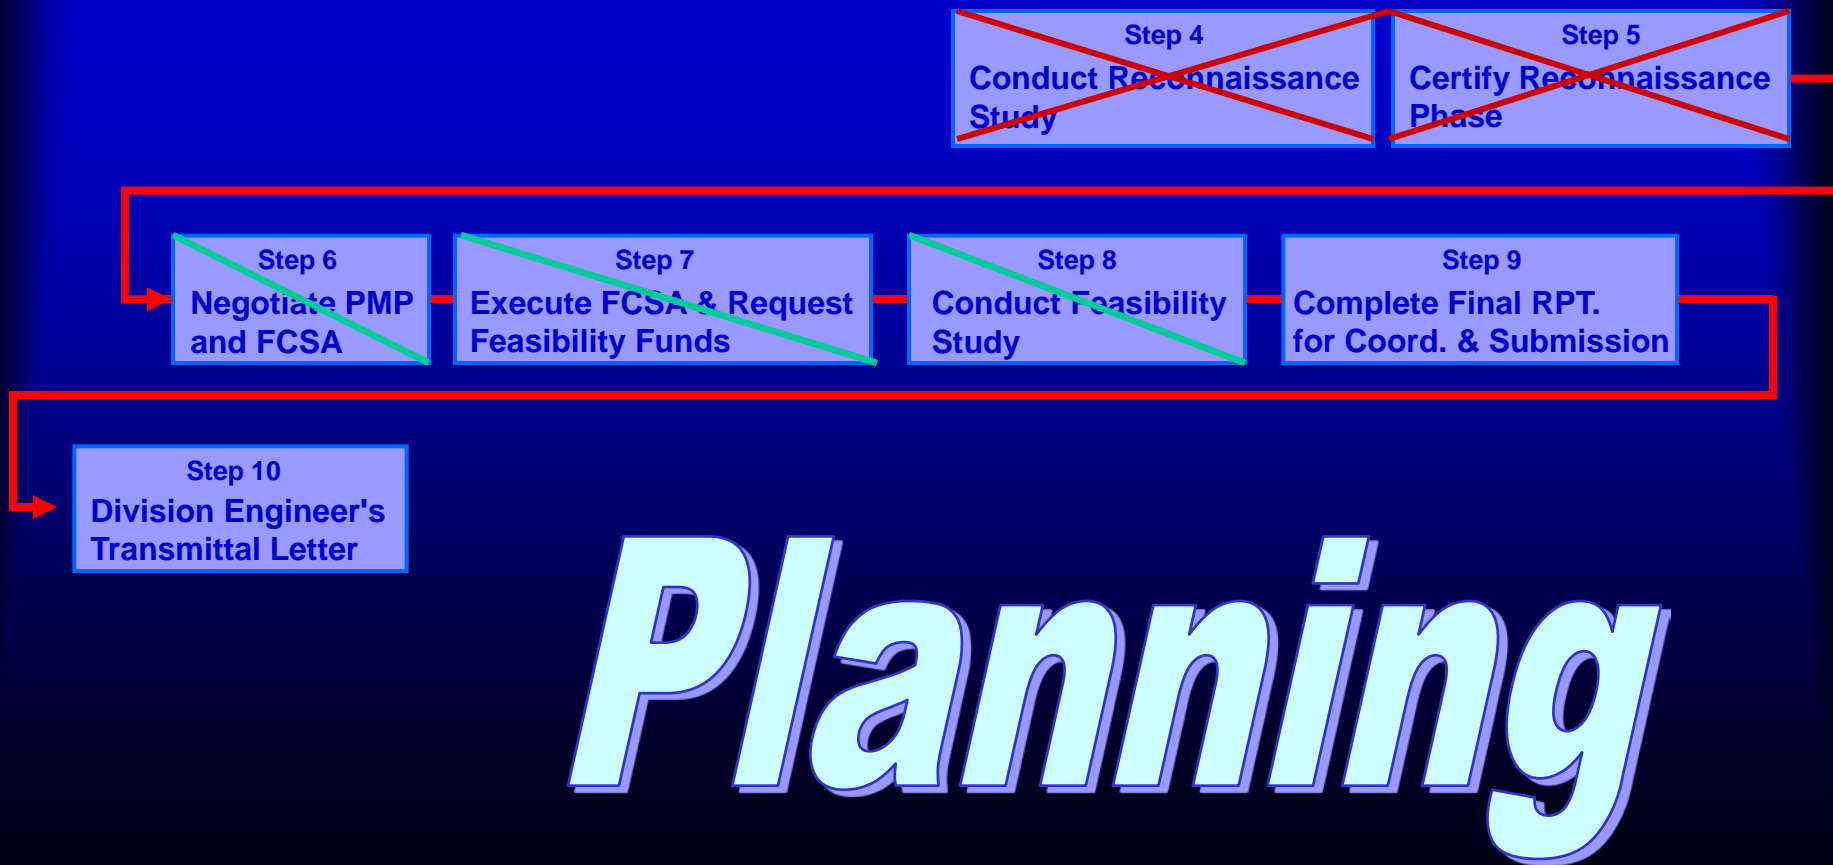 Step 4
Conduct Reconnaissance
Study
Step 5
Certify Reconnaissance
Phase
Step 6
Negotiate PMP
and FCSA
Step 7
Execute FCSA & Request
Feasibility Funds
Step 8
Conduct Feasibility
Study
Step 9
Complete Final RPT.
for Coord. & Submission
Step 10
Division Engineer's
Transmittal Letter
Planning